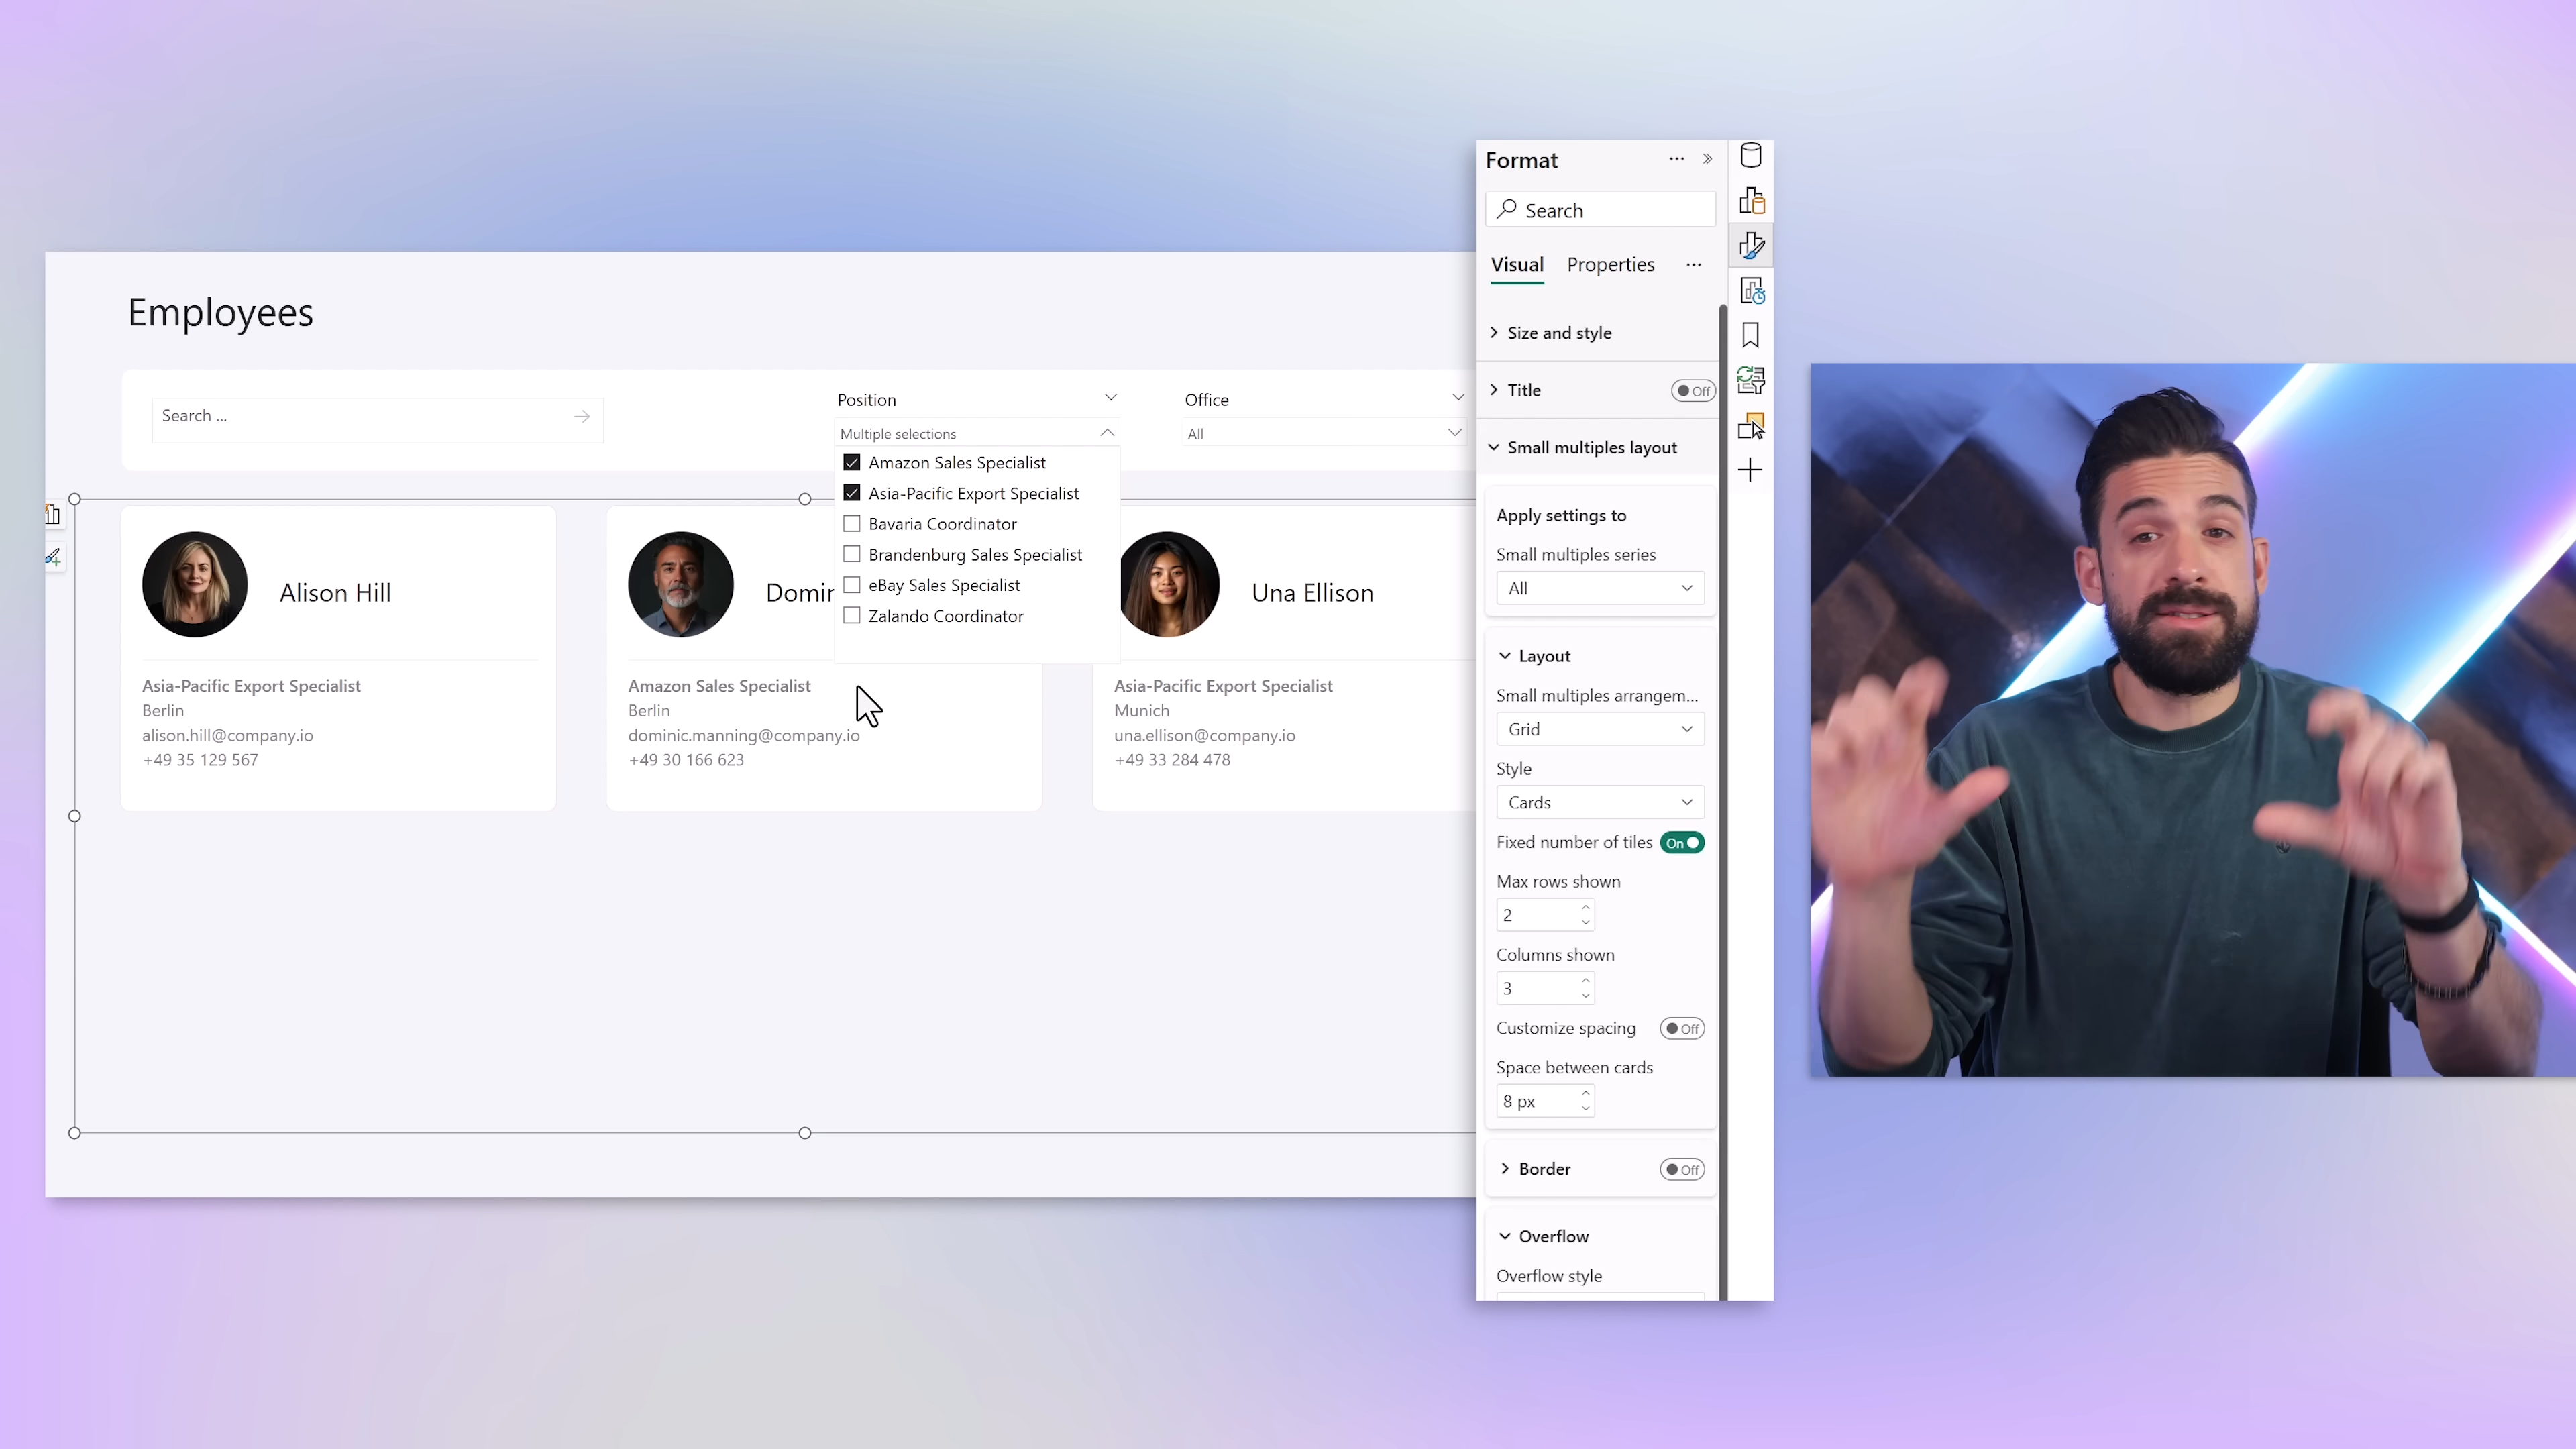 Employees
Search ...
Position
Multiple selections
Amazon Sales Specialist
Asia-Pacific Export Specialist
Bavaria Coordinator
Brandenburg Sales Specialist
eBay Sales Specialist
Zalando Coordinator
Office
All
Alison Hill
Asia-Pacific Export Specialist
Berlin
alison.hill@company.io
+49 35 129 567
Domin
Amazon Sales Specialist
Berlin
dominic.manning@company.io
+49 30 166 623
Una Ellison
Asia-Pacific Export Specialist
Munich
una.ellison@company.io
+49 33 284 478
Format
Search
Visual Properties
Size and style
Title Off
Small multiples layout
Apply settings to
Small multiples series
All
Layout
Small multiples arrangem...
Grid
Style
Cards
Fixed number of tiles On
Max rows shown
2
Columns shown
3
Customize spacing Off
Space between cards
8 px
Border Off
Overflow
Overflow style